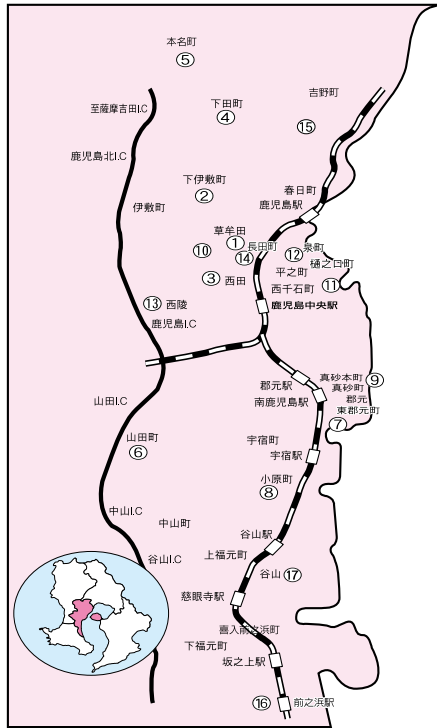 本名町
⑤
至薩摩吉田I.C
下田町
④
吉野町
⑮
鹿児島北I.C
下伊敷町
②
伊敷町
春日町
鹿児島駅
草牟田
①
長田町
⑭
⑩
⑫
泉町
樋之口町
平之町
⑪
③
西田
西千石町
⑬
西陵
鹿児島中央駅
鹿児島I.C
郡元駅
真砂本町
⑨
真砂町
南鹿児島駅
郡元
東郡元町
⑦
山田I.C
山田町
⑥
宇宿町
宇宿駅
小原町
⑧
中山I.C
中山町
谷山駅
谷山I.C
上福元町
谷山
⑰
慈眼寺駅
喜入前之浜町
下福元町
坂之上駅
⑯
前之浜駅